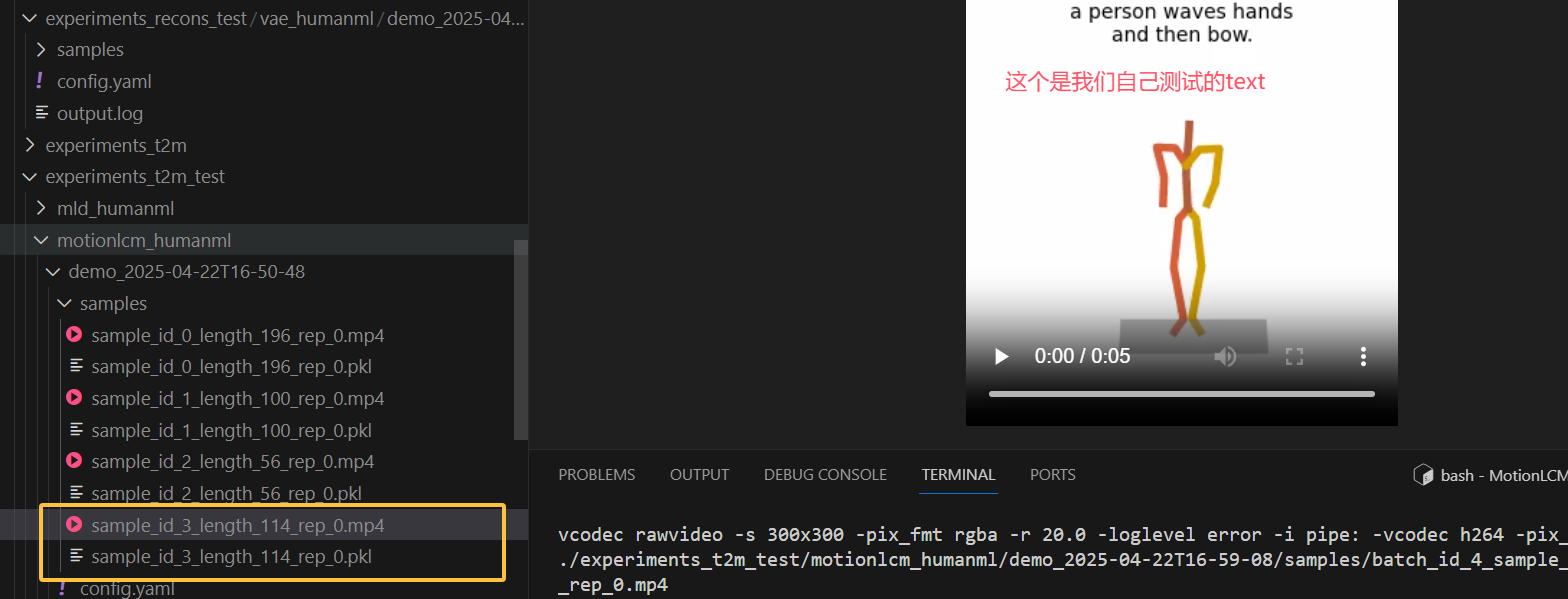 experiments_recons_test / vae_humanml / demo_2025-04...
samples
! config.yaml
output.log
experiments_t2m
experiments_t2m_test
mld_humanml
motionlcm_humanml
demo_2025-04-22T16-50-48
samples
sample_id_0_length_196_rep_0.mp4
sample_id_0_length_196_rep_0.pkl
sample_id_1_length_100_rep_0.mp4
sample_id_1_length_100_rep_0.pkl
sample_id_2_length_56_rep_0.mp4
sample_id_2_length_56_rep_0.pkl
sample_id_3_length_114_rep_0.mp4
sample_id_3_length_114_rep_0.pkl
! config.yaml
a person waves hands
and then bow.
这个是我们自己测试的text
0:00 / 0:05
PROBLEMS OUTPUT DEBUG CONSOLE TERMINAL PORTS
bash - MotionLCM
vcodec rawvideo -s 300x300 -pix_fmt rgba -r 20.0 -loglevel error -i pipe: -vcodec h264 -pix_
./experiments_t2m_test/motionlcm_humanml/demo_2025-04-22T16-59-08/samples/batch_id_4_sample_
_rep_0.mp4